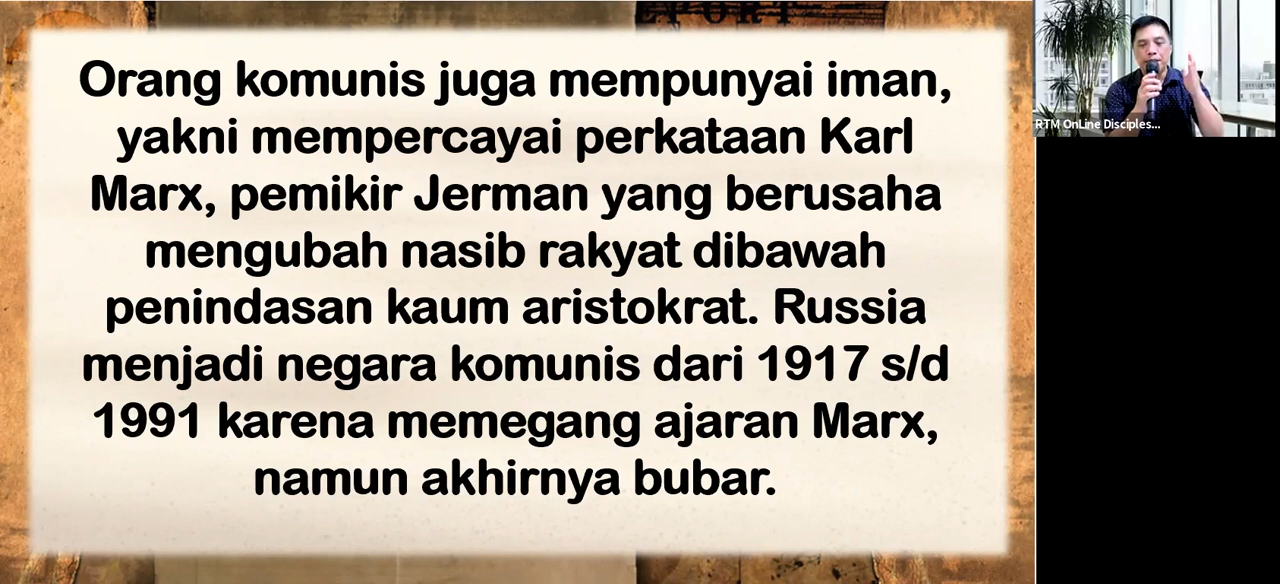 EPORT
Orang komunis juga mempunyai iman,
yakni mempercayai perkataan Karl
Marx, pemikir Jerman yang berusaha
mengubah nasib rakyat dibawah
penindasan kaum aristokrat. Russia
menjadi negara komunis dari 1917 s/d
1991 karena memegang ajaran Marx,
namun akhirnya bubar.
RTM OnLine Disciples...